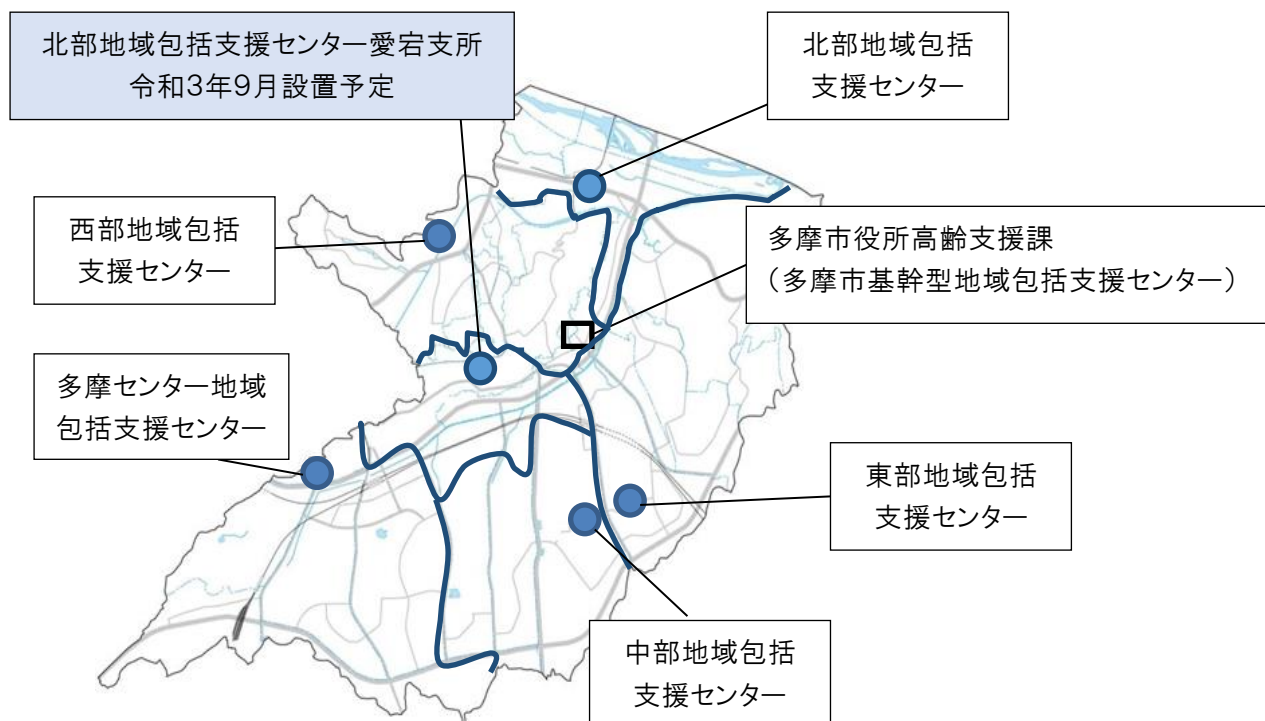 北部地域包括支援センター愛宕支所
令和3年9月設置予定
北部地域包括
支援センター
西部地域包括
支援センター
多摩市役所高齢支援課
（多摩市基幹型地域包括支援センター）
多摩センター地域
包括支援センター
東部地域包括
支援センター
中部地域包括
支援センター